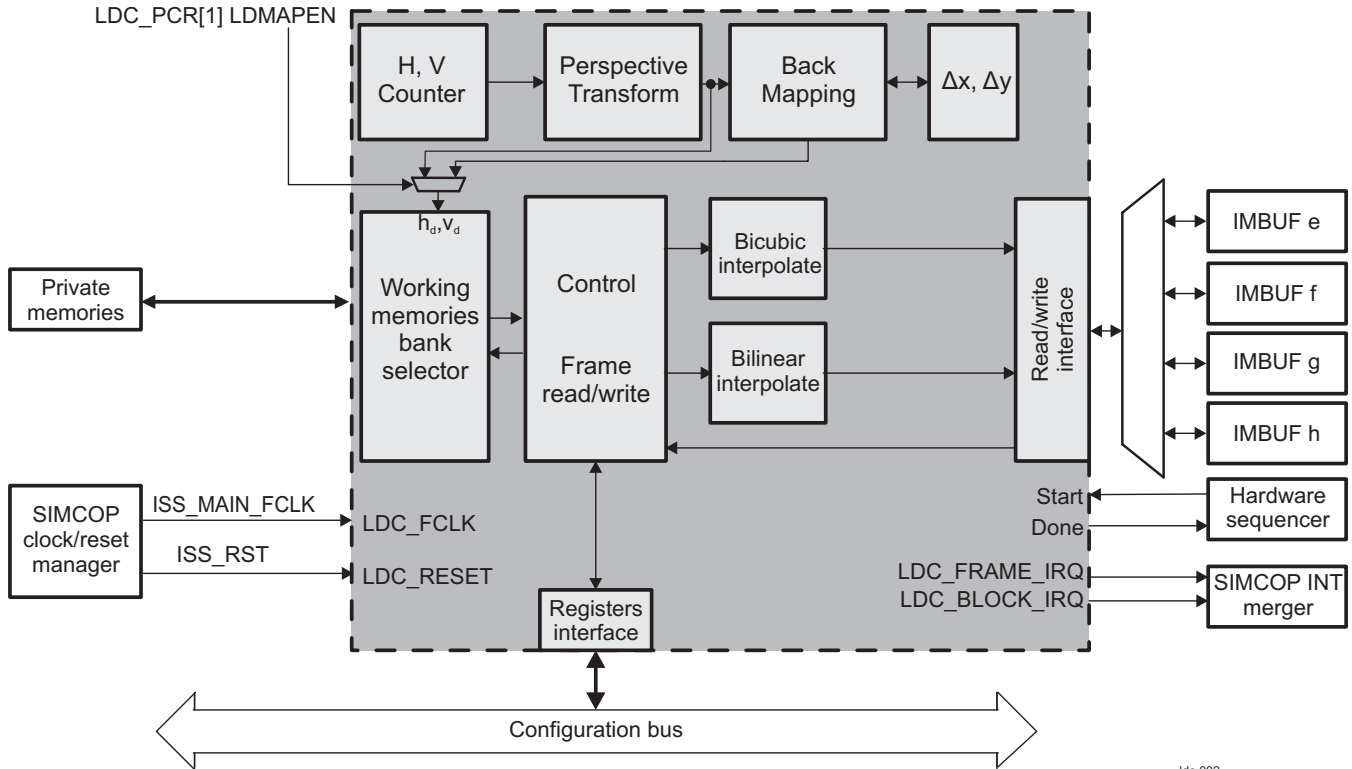 LDC_PCR[1] LDMAPEN
H, V
Counter
Perspective
Transform
Back
Mapping
Δx, Δy
h_d,v_d
Working
memories
bank
selector
Control
Frame
read/write
Bicubic
interpolate
Bilinear
interpolate
Read/write
interface
IMBUF e
IMBUF f
IMBUF g
IMBUF h
Private
memories
SIMCOP
clock/reset
manager
ISS_MAIN_FCLK
ISS_RST
LDC_FCLK
LDC_RESET
Start
Done
Hardware
sequencer
LDC_FRAME_IRQ
LDC_BLOCK_IRQ
SIMCOP INT
merger
Registers
interface
Configuration bus